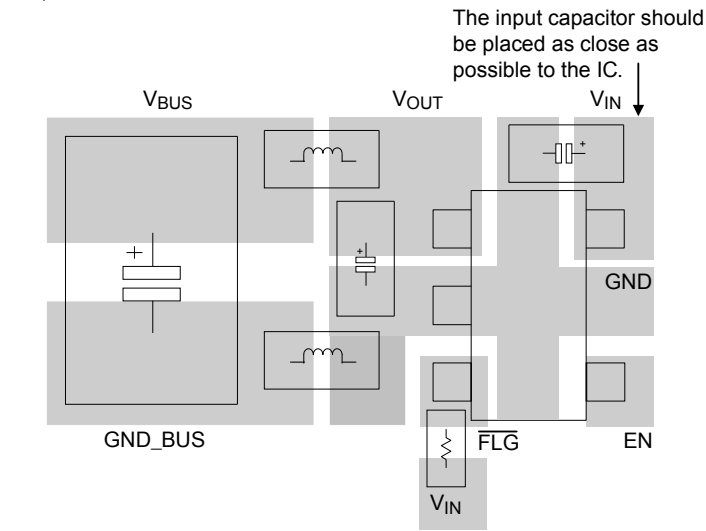 The input capacitor should
be placed as close as
possible to the IC.
VBUS
VOUT
VIN
+
+
+
GND
GND_BUS
FLG
EN
VIN